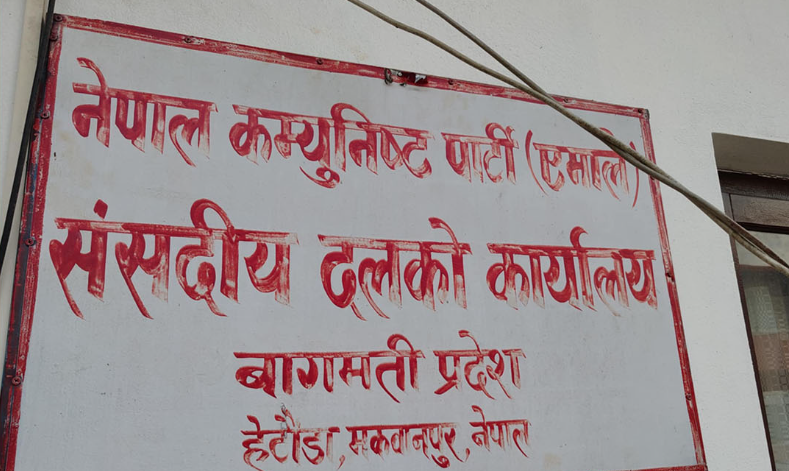 नेपाल कम्युनिष्ट पार्टी (एमाले)
संसदीय दलको कार्यालय
बागमती प्रदेश
हेटौंडा, मकवानपुर, नेपाल